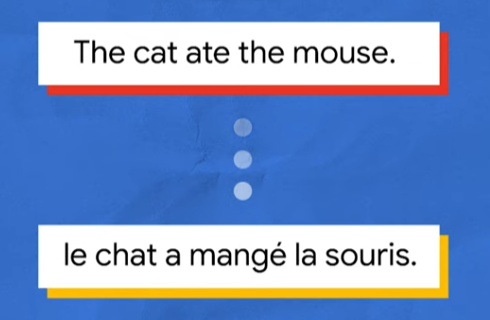 The cat ate the mouse.
le chat a mangé la souris.